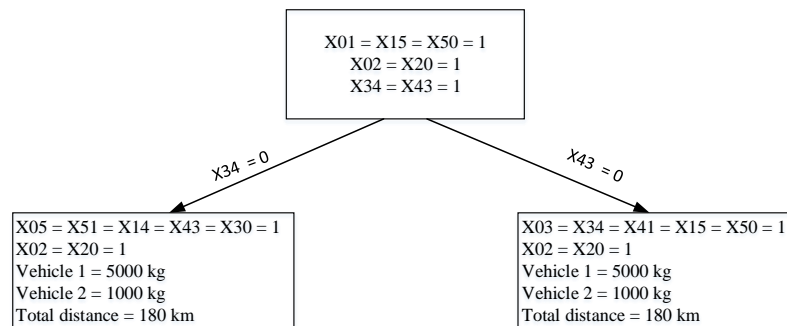 X01 = X15 = X50 = 1
X02 = X20 = 1
X34 = X43 = 1
X34 = 0
X43 = 0
X05 = X51 = X14 = X43 = X30 = 1
X02 = X20 = 1
Vehicle 1 = 5000 kg
Vehicle 2 = 1000 kg
Total distance = 180 km
X03 = X34 = X41 = X15 = X50 = 1
X02 = X20 = 1
Vehicle 1 = 5000 kg
Vehicle 2 = 1000 kg
Total distance = 180 km